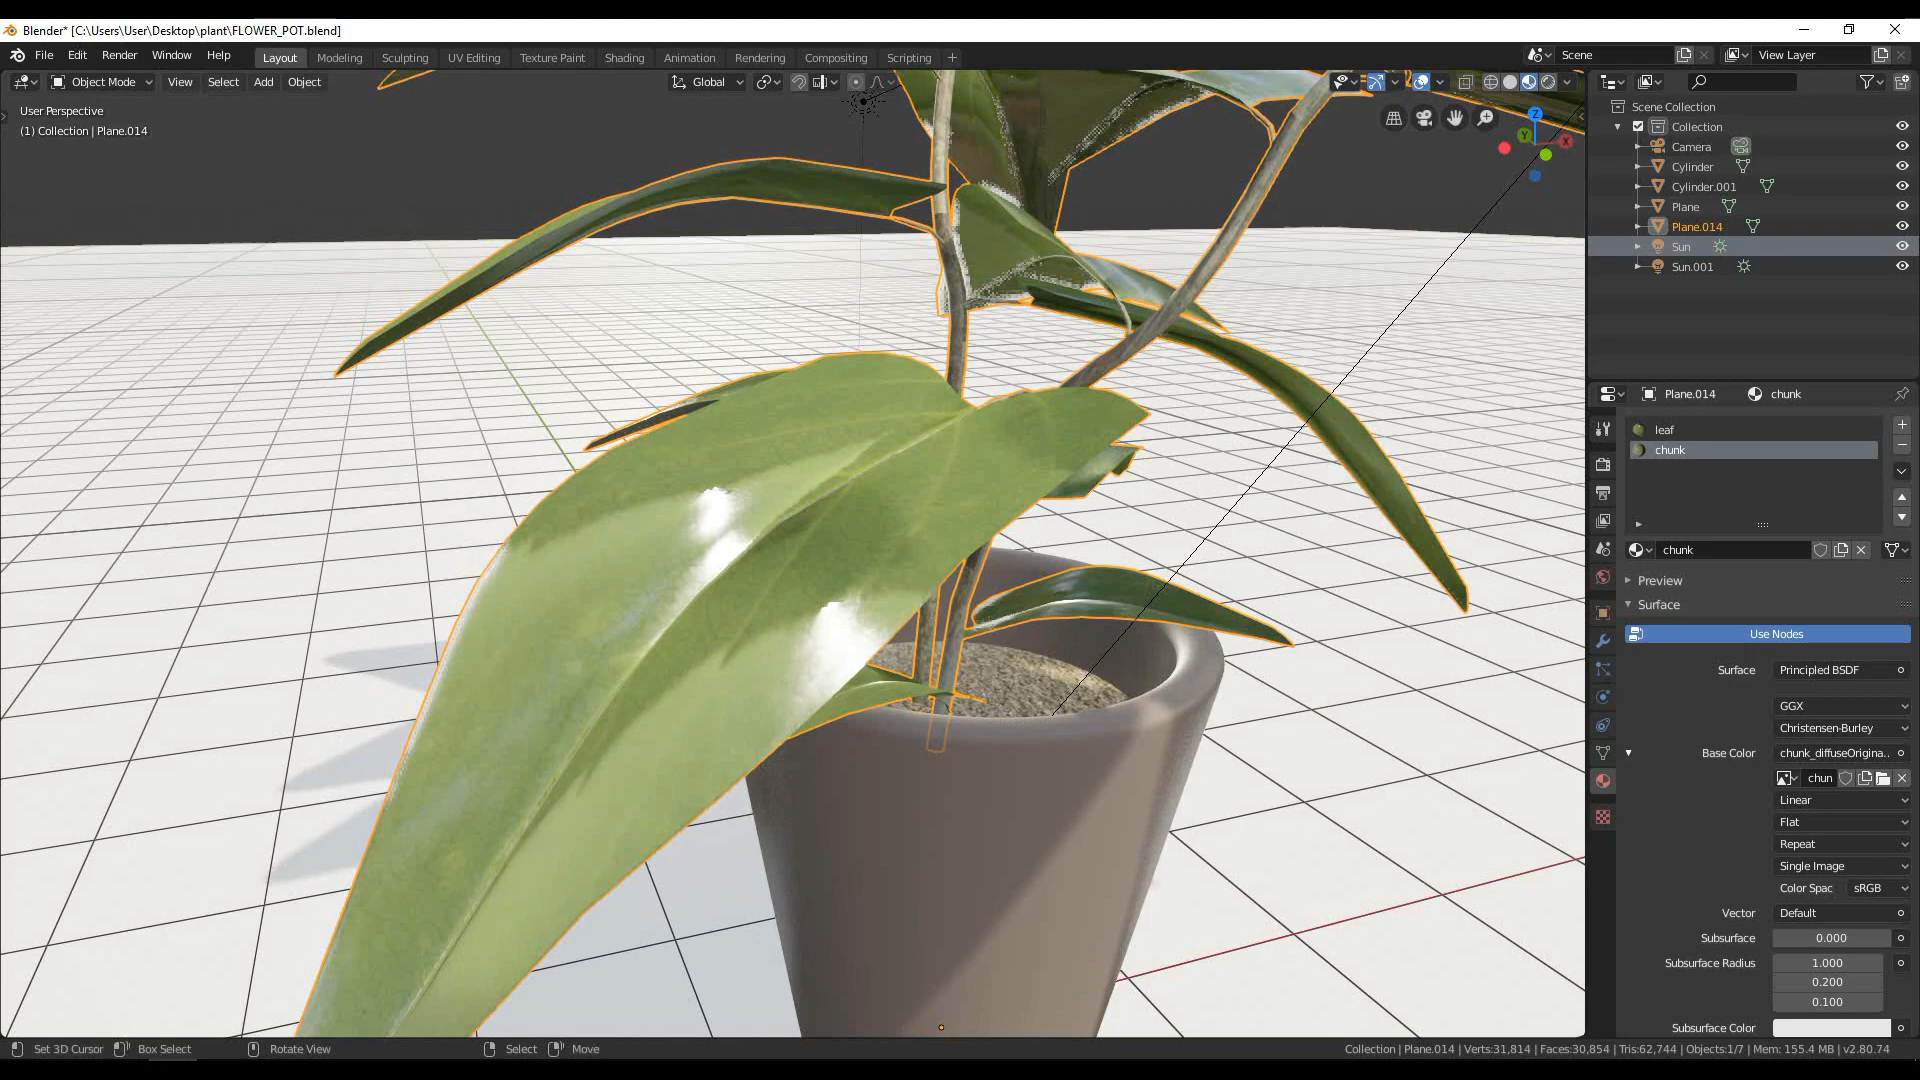 Blender* [C:\Users\User\Desktop\plant\FLOWER_POT.blend]
File Edit Render Window Help Layout Modeling Sculpting UV Editing Texture Paint Shading Animation Rendering Compositing Scripting + Scene View Layer
Object Mode View Select Add Object Global
User Perspective
(1) Collection | Plane.014
Z
Y
X
Scene Collection
Collection
Camera
Cylinder
Cylinder.001
Plane
Plane.014
Sun
Sun.001
Plane.014 chunk
leaf
chunk
chunk
Preview
Surface
Use Nodes
Surface Principled BSDF
GGX
Christensen-Burley
Base Color chunk_diffuseOrigina..
chun
Linear
Flat
Repeat
Single Image
Color Spac sRGB
Vector Default
Subsurface 0.000
Subsurface Radius 1.000
0.200
0.100
Subsurface Color
Set 3D Cursor Box Select Rotate View Select Move Collection | Plane.014 | Verts:31,814 | Faces:30,854 | Tris:62,744 | Objects:1/7 | Mem: 155.4 MB | v2.80.74